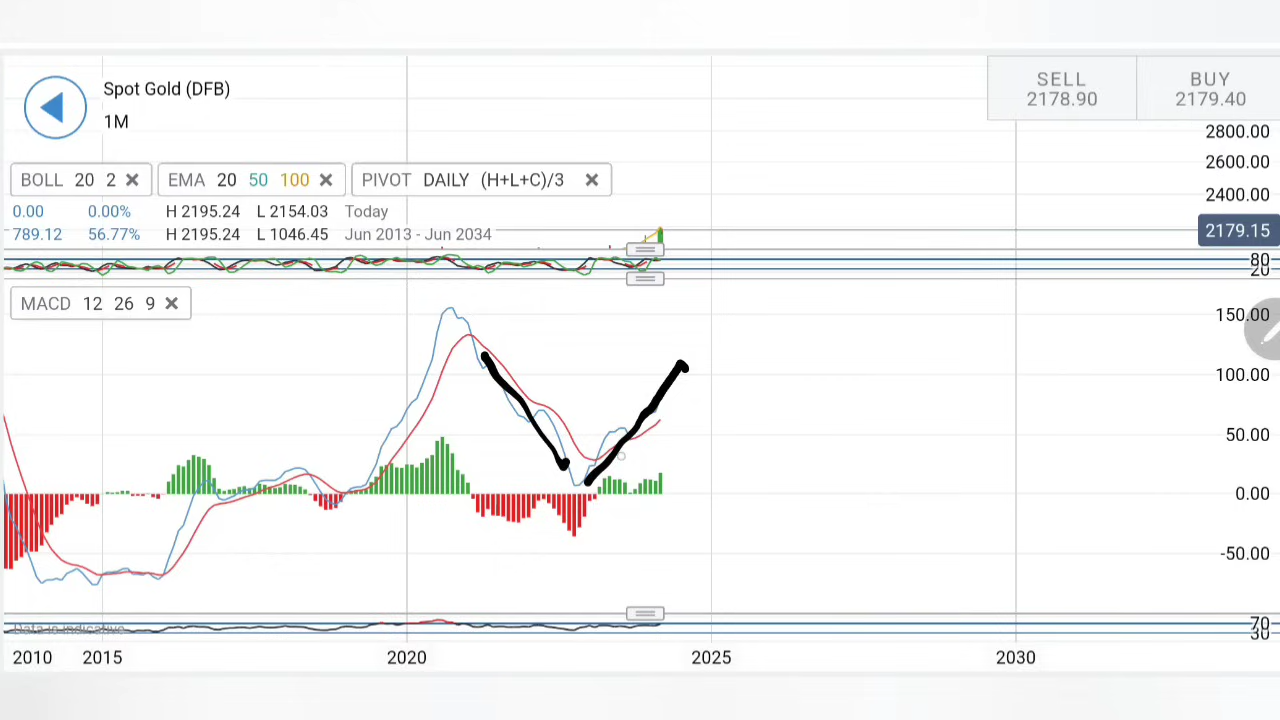 Spot Gold (DFB)
1M
SELL
2178.90
BUY
2179.40
BOLL 20 2 ×
EMA 20 50 100 ×
PIVOT DAILY (H+L+C)/3 ×
0.00 0.00% H 2195.24 L 2154.03 Today
789.12 56.77% H 2195.24 L 1046.45 Jun 2013 - Jun 2034
2800.00
2600.00
2400.00
2179.15
80
20
MACD 12 26 9 ×
150.00
100.00
50.00
0.00
-50.00
Data is indicative
70
30
2010 2015 2020 2025 2030